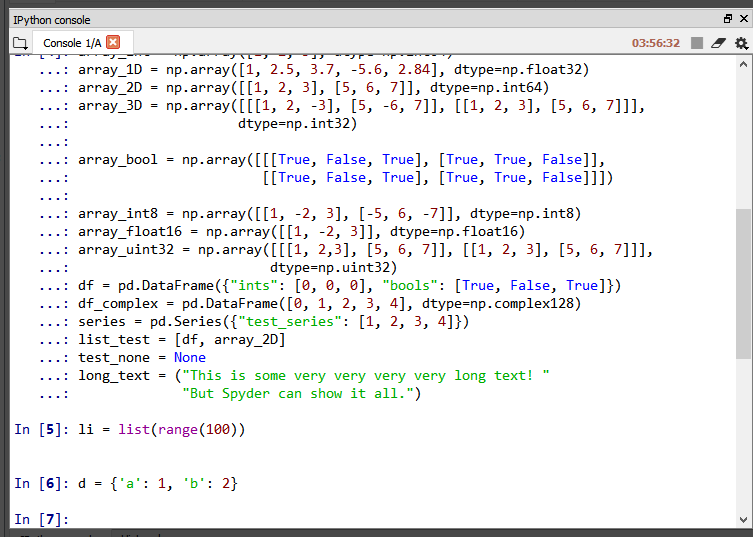 IPython console
Console 1/A
03:56:32
...: array_1D = np.array([1, 2.5, 3.7, -5.6, 2.84], dtype=np.float32)
...: array_2D = np.array([[1, 2, 3], [5, 6, 7]], dtype=np.int64)
...: array_3D = np.array([[[1, 2, -3], [5, -6, 7]], [[1, 2, 3], [5, 6, 7]]],
...:                     dtype=np.int32)
...:
...: array_bool = np.array([[[True, False, True], [True, True, False]],
...:                        [[True, False, True], [True, True, False]]])
...:
...: array_int8 = np.array([[1, -2, 3], [-5, 6, -7]], dtype=np.int8)
...: array_float16 = np.array([[1, -2, 3]], dtype=np.float16)
...: array_uint32 = np.array([[[1, 2,3], [5, 6, 7]], [[1, 2, 3], [5, 6, 7]]],
...:                         dtype=np.uint32)
...: df = pd.DataFrame({"ints": [0, 0, 0], "bools": [True, False, True]})
...: df_complex = pd.DataFrame([0, 1, 2, 3, 4], dtype=np.complex128)
...: series = pd.Series({"test_series": [1, 2, 3, 4]})
...: list_test = [df, array_2D]
...: test_none = None
...: long_text = ("This is some very very very very long text! "
...:              "But Spyder can show it all.")
In [5]: li = list(range(100))
In [6]: d = {'a': 1, 'b': 2}
In [7]: